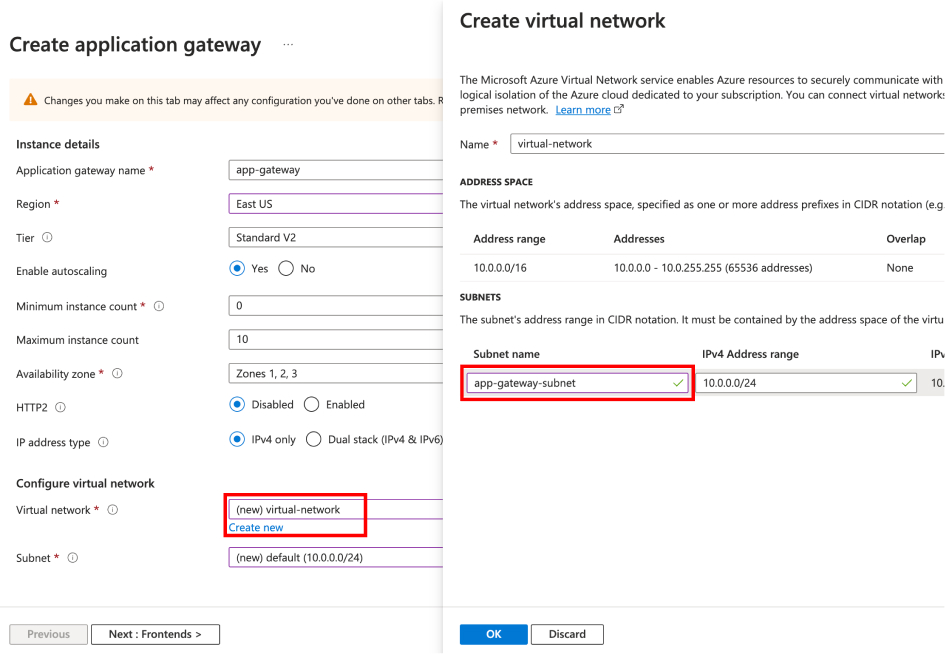 Create application gateway ...
Changes you make on this tab may affect any configuration you've done on other tabs. R
Instance details
Application gateway name *
app-gateway
Region *
East US
Tier
Standard V2
Enable autoscaling
Yes
No
Minimum instance count *
0
Maximum instance count
10
Availability zone *
Zones 1, 2, 3
HTTP2
Disabled
Enabled
IP address type
IPv4 only
Dual stack (IPv4 & IPv6)
Configure virtual network
Virtual network *
(new) virtual-network
Create new
Subnet *
(new) default (10.0.0.0/24)
Previous
Next : Frontends >
Create virtual network
The Microsoft Azure Virtual Network service enables Azure resources to securely communicate with
logical isolation of the Azure cloud dedicated to your subscription. You can connect virtual networks
premises network. Learn more
Name *
virtual-network
ADDRESS SPACE
The virtual network's address space, specified as one or more address prefixes in CIDR notation (e.g.
Address range
Addresses
Overlap
10.0.0.0/16
10.0.0.0 - 10.0.255.255 (65536 addresses)
None
SUBNETS
The subnet's address range in CIDR notation. It must be contained by the address space of the virtu
Subnet name
IPv4 Address range
IPv
app-gateway-subnet
10.0.0.0/24
10.
OK
Discard